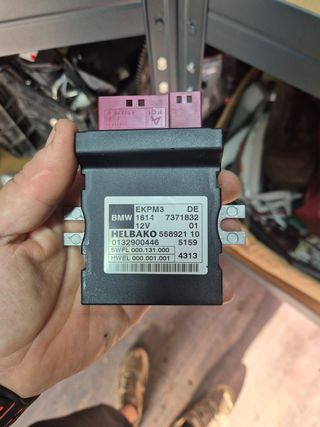 EKPM3 DE
BMW 1614 7371832
12V 01
HELBAKO 558921 10
0132900446 5159
SWFL 000.131.000
HWEL 000.001.001 4313